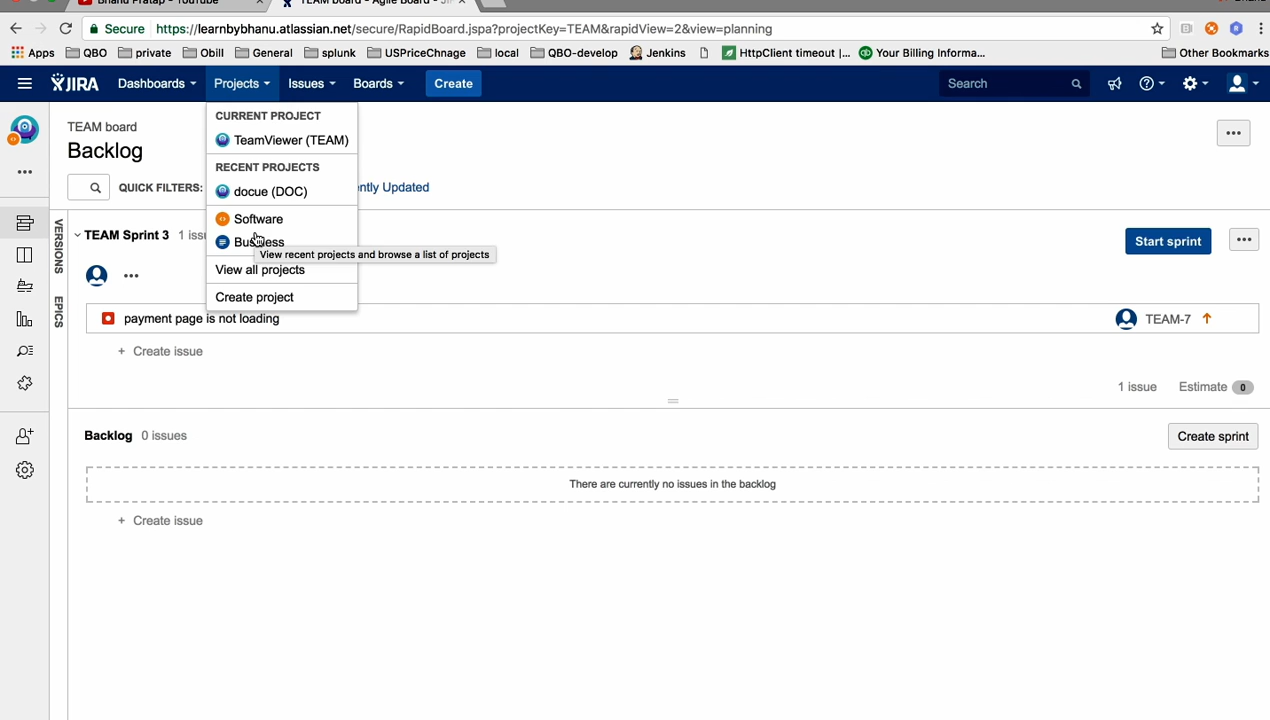 Bhanu Pratap - YouTube
TEAM board - Agile Board - JIRA
Secure https://learnbybhanu.atlassian.net/secure/RapidBoard.jspa?projectKey=TEAM&rapidView=2&view=planning
Apps QBO private Obill General splunk USPriceChage local QBO-develop Jenkins HttpClient timeout |... Your Billing Informa... Other Bookmarks
JIRA Dashboards Projects Issues Boards Create Search
CURRENT PROJECT
TEAM board
TeamViewer (TEAM)
Backlog
RECENT PROJECTS
QUICK FILTERS:
docue (DOC)
ntly Updated
Software
TEAM Sprint 3 1 issu
Business
Start sprint
View recent projects and browse a list of projects
VERSIONS
View all projects
Create project
EPICS
payment page is not loading TEAM-7
+ Create issue
1 issue Estimate 0
Backlog 0 issues Create sprint
There are currently no issues in the backlog
+ Create issue